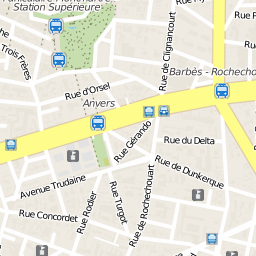 Station Supérieure
Trois Frères
Rue de Clignancourt
Barbès - Rochecho
Rue d'Orsel
Anvers
Rue Gérando
Rue du Delta
Rue de Dunkerque
Avenue Trudaine
Rue Rodier
Rue Turgot
Rue de Rochechouart
Rue Condorcet